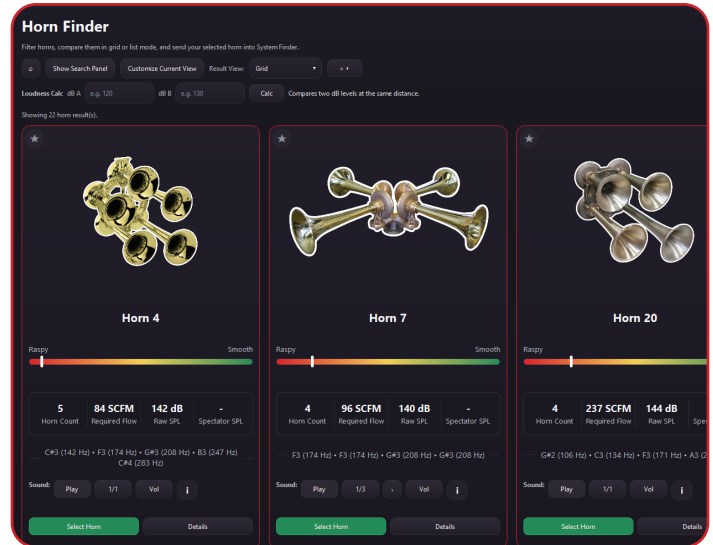 Horn Finder
Filter horns, compare them in grid or list mode, and send your selected horn into System Finder.
Show Search Panel Customize Current View Result View: Grid
Loudness Calc dB A e.g. 120 dB B e.g. 130 Calc Compares two dB levels at the same distance.
Showing 22 horn result(s).
Horn 4
Raspy Smooth
5 84 SCFM 142 dB -
Horn Count Required Flow Raw SPL Spectator SPL
C#3 (142 Hz) • F3 (174 Hz) • G#3 (208 Hz) • B3 (247 Hz)
C#4 (283 Hz)
Sound: Play 1/1 Vol i
Select Horn Details
Horn 7
Raspy Smooth
4 96 SCFM 140 dB -
Horn Count Required Flow Raw SPL Spectator SPL
F3 (174 Hz) • F3 (174 Hz) • G#3 (208 Hz) • G#3 (208 Hz)
Sound: Play 1/3 › Vol i
Select Horn Details
Horn 20
Raspy
4 237 SCFM 144 dB
Horn Count Required Flow Raw SPL Spe
G#2 (106 Hz) • C3 (134 Hz) • F3 (171 Hz) • A3 (2
Sound: Play 1/1 Vol i
Select Horn Details